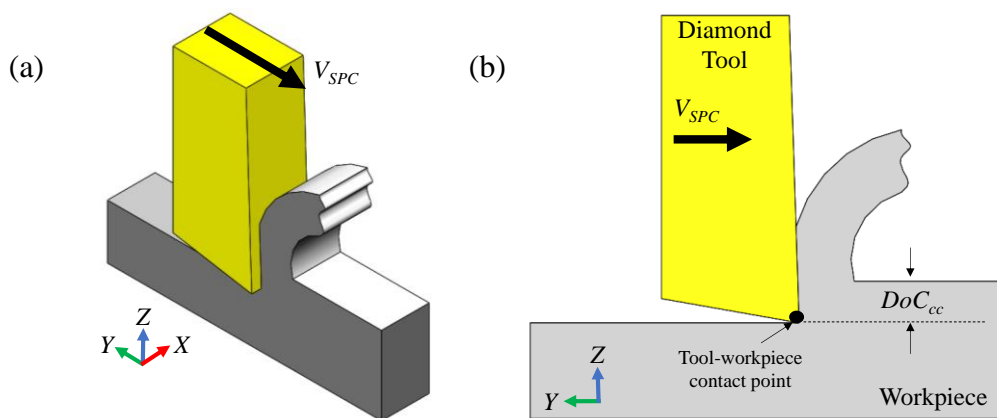 (a)
V_SPC
Z
Y
X
(b)
Diamond
Tool
V_SPC
DoC_cc
Tool-workpiece
contact point
Z
Y
Workpiece